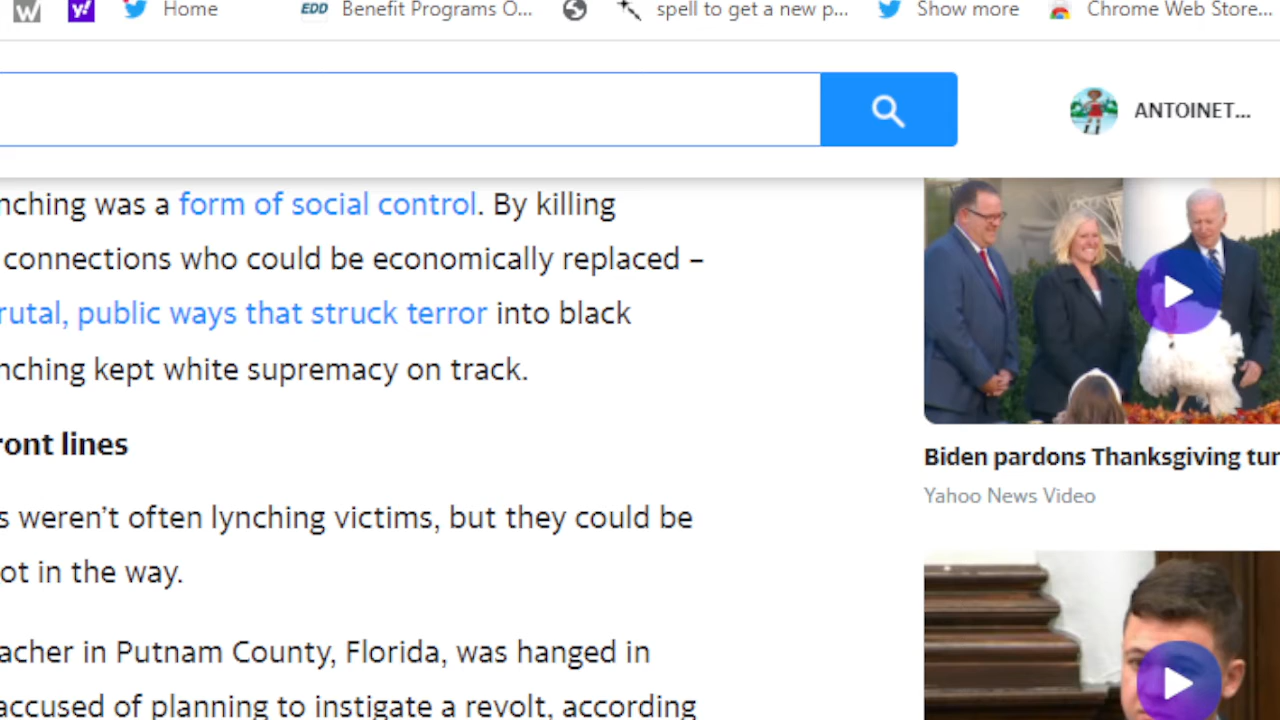 W y! Home EDD Benefit Programs O... spell to get a new p... Show more Chrome Web Store...
ANTOINET...
nching was a form of social control. By killing
connections who could be economically replaced –
rutal, public ways that struck terror into black
nching kept white supremacy on track.
ront lines
s weren’t often lynching victims, but they could be
ot in the way.
acher in Putnam County, Florida, was hanged in
accused of planning to instigate a revolt, according
Biden pardons Thanksgiving tur
Yahoo News Video